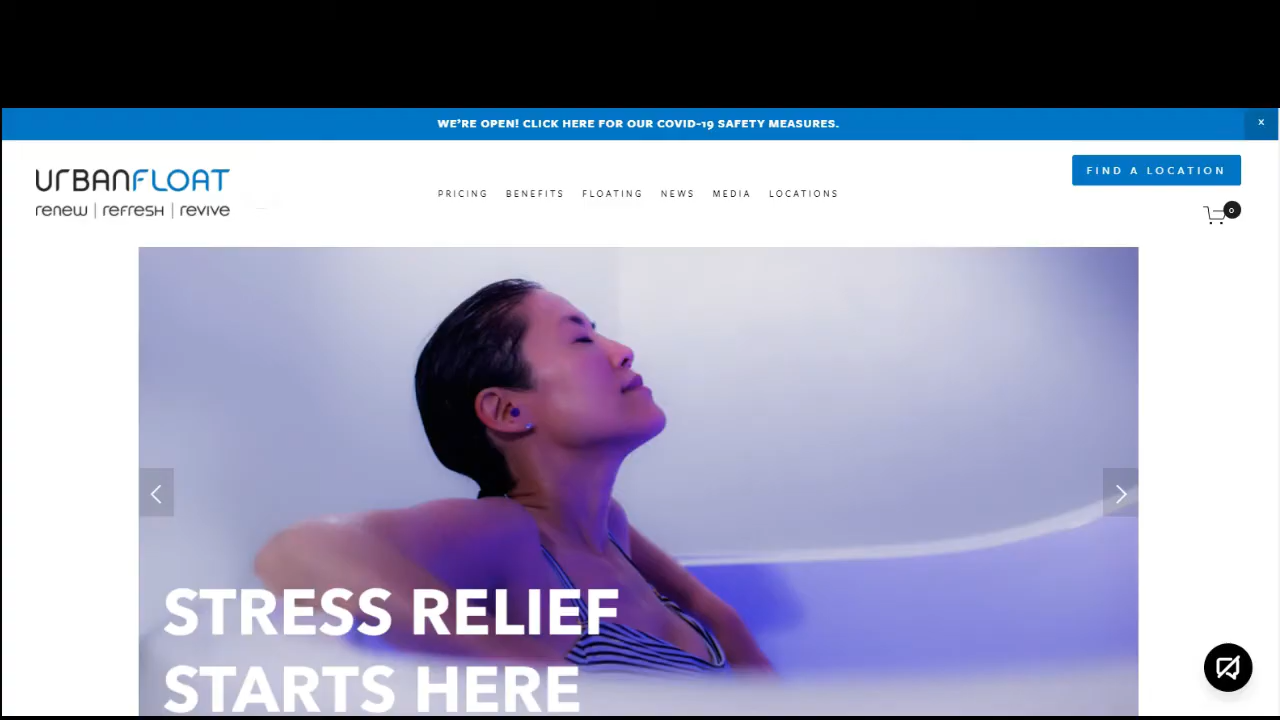 WE'RE OPEN! CLICK HERE FOR OUR COVID-19 SAFETY MEASURES.
x
URBANFLOAT
renew | refresh | revive
PRICING BENEFITS FLOATING NEWS MEDIA LOCATIONS
FIND A LOCATION
0
STRESS RELIEF
STARTS HERE